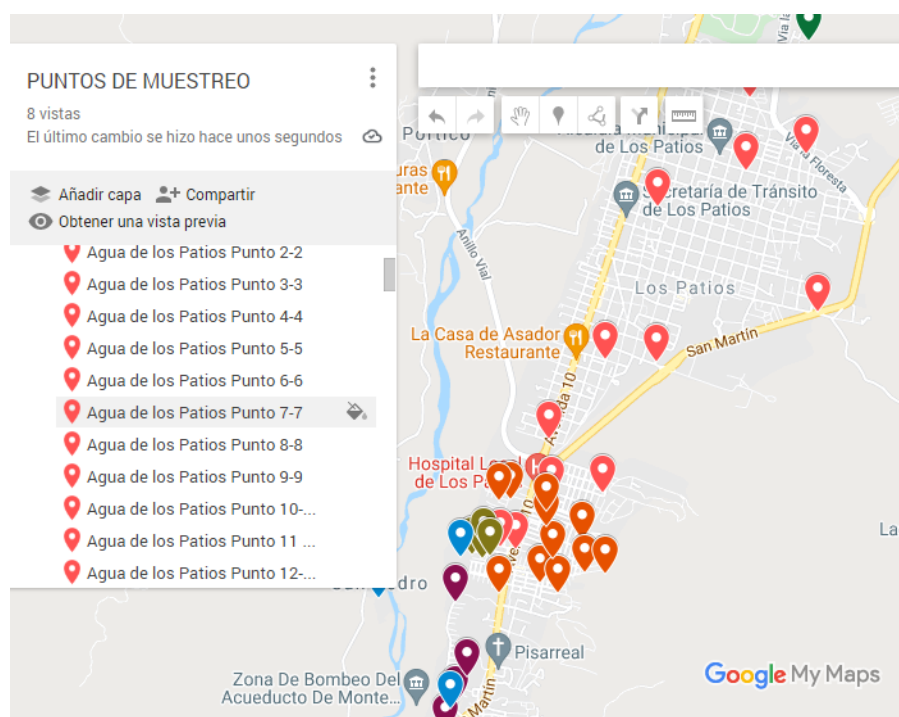 PUNTOS DE MUESTREO
8 vistas
El último cambio se hizo hace unos segundos
Añadir capa
Compartir
Obtener una vista previa
Agua de los Patios Punto 2-2
Agua de los Patios Punto 3-3
Agua de los Patios Punto 4-4
Agua de los Patios Punto 5-5
Agua de los Patios Punto 6-6
Agua de los Patios Punto 7-7
Agua de los Patios Punto 8-8
Agua de los Patios Punto 9-9
Agua de los Patios Punto 10-...
Agua de los Patios Punto 11 ...
Agua de los Patios Punto 12-...
Vía la
Municipal
de Los Patios
Vía la Floresta
Secretaría de Tránsito
de Los Patios
Anillo Vial
Los Patios
La Casa de Asador
Restaurante
San Martín
Avenida 10
Hospital Local
de Los
La
Pisarreal
Zona De Bombeo Del
Acueducto De Monte...
Martín
Google My Maps